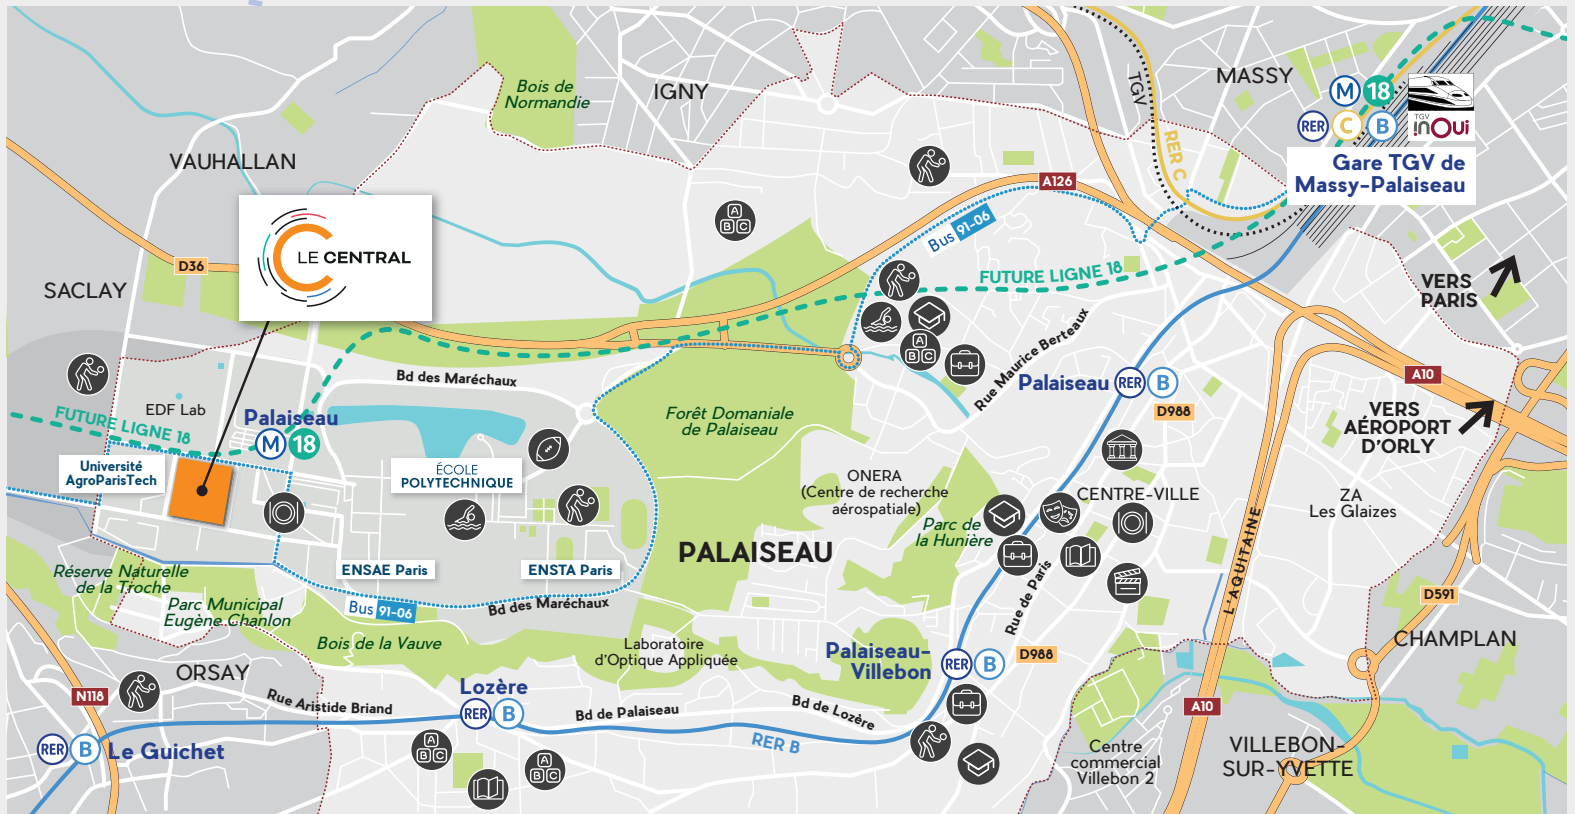 Bois de
Normandie
IGNY
TGV
MASSY
M 18
RER C B
TGV
inOui
Gare TGV de
Massy-Palaiseau
RER C
VAUHALLAN
A126
Bus 91-06
LE CENTRAL
D36
FUTURE LIGNE 18
SACLAY
VERS
PARIS
A
B C
A
B C
Rue Maurice Berteaux
Bd des Maréchaux
Palaiseau RER B
A10
D988
EDF Lab
Palaiseau
M 18
FUTURE LIGNE 18
Forêt Domaniale
de Palaiseau
VERS
AÉROPORT
D'ORLY
Université
AgroParisTech
ÉCOLE
POLYTECHNIQUE
ONERA
(Centre de recherche
aérospatiale)
CENTRE-VILLE
ZA
Les Glaizes
Parc de
la Hunière
L'AQUITAINE
PALAISEAU
ENSAE Paris
ENSTA Paris
Réserve Naturelle
de la Troche
Parc Municipal
Eugène Chanlon
Bus 91-06
Bd des Maréchaux
Rue de Paris
D591
Bois de la Vauve
Laboratoire
d'Optique Appliquée
Palaiseau-
Villebon
RER B
D988
CHAMPLAN
ORSAY
N118
Rue Aristide Briand
Lozère
RER B
Bd de Palaiseau
Bd de Lozère
A10
RER B
RER B Le Guichet
A
B C
A
B C
Centre
commercial
Villebon 2
VILLEBON-
SUR-YVETTE